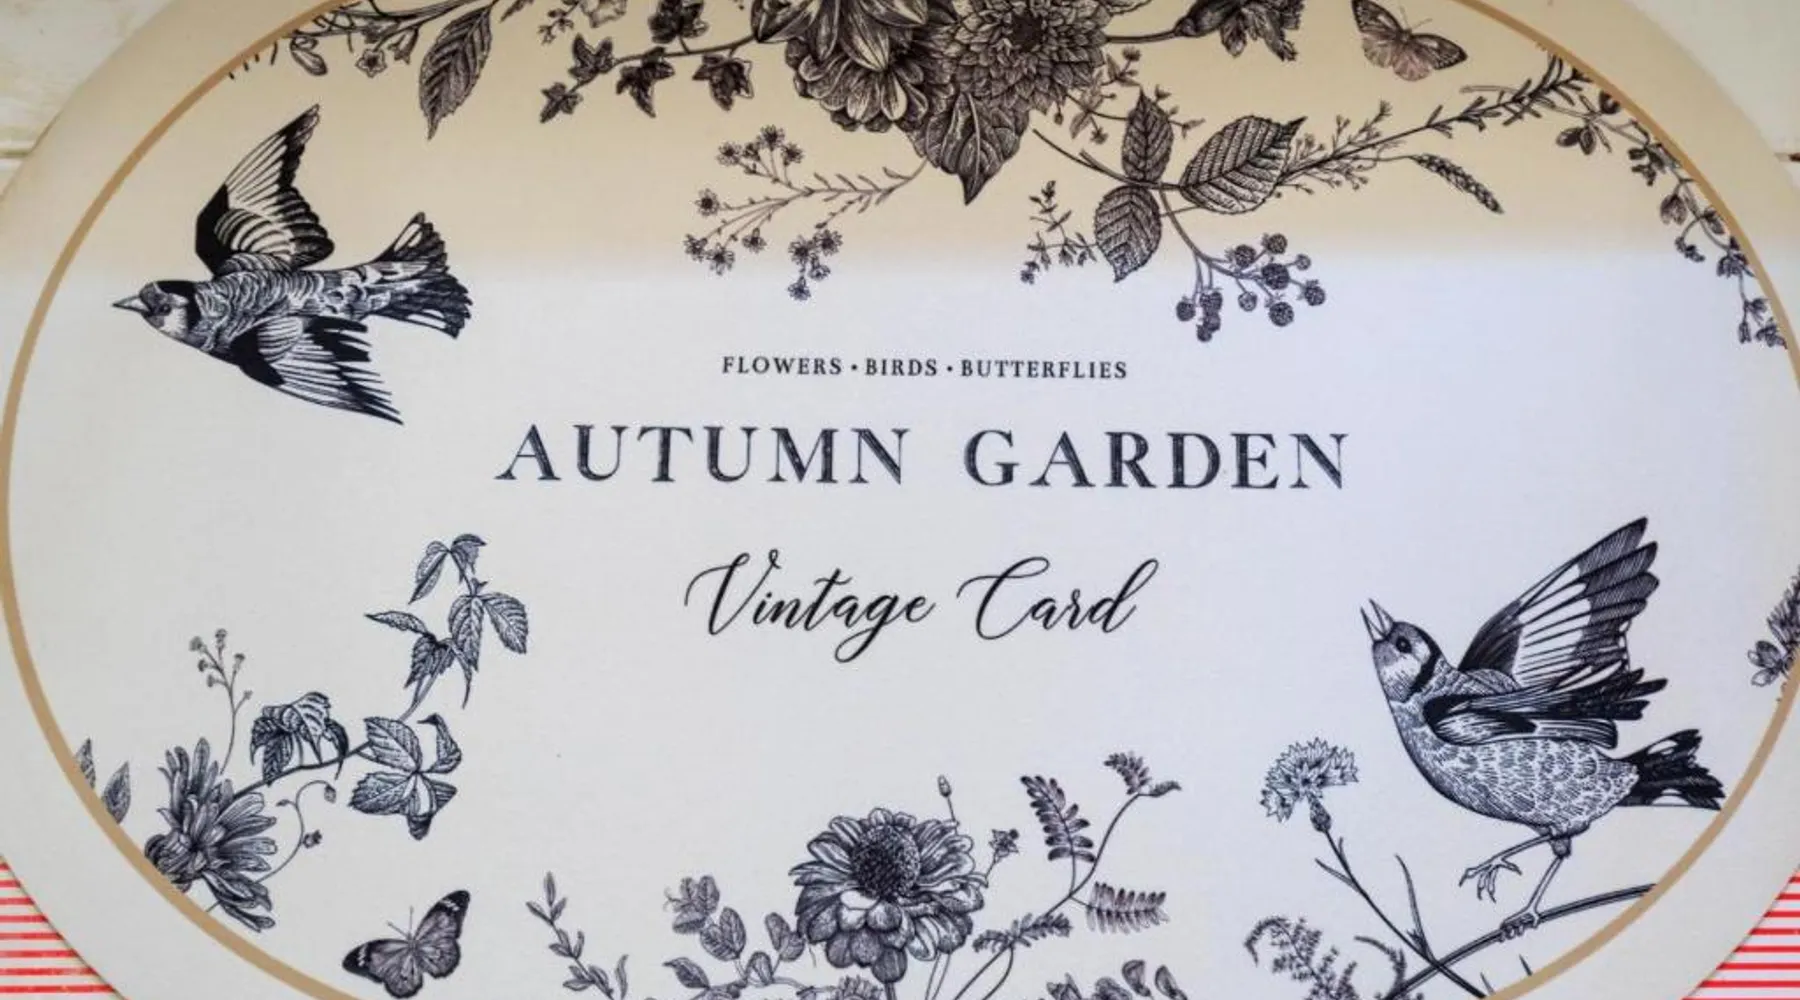 FLOWERS • BIRDS • BUTTERFLIES
AUTUMN GARDEN
Vintage Card